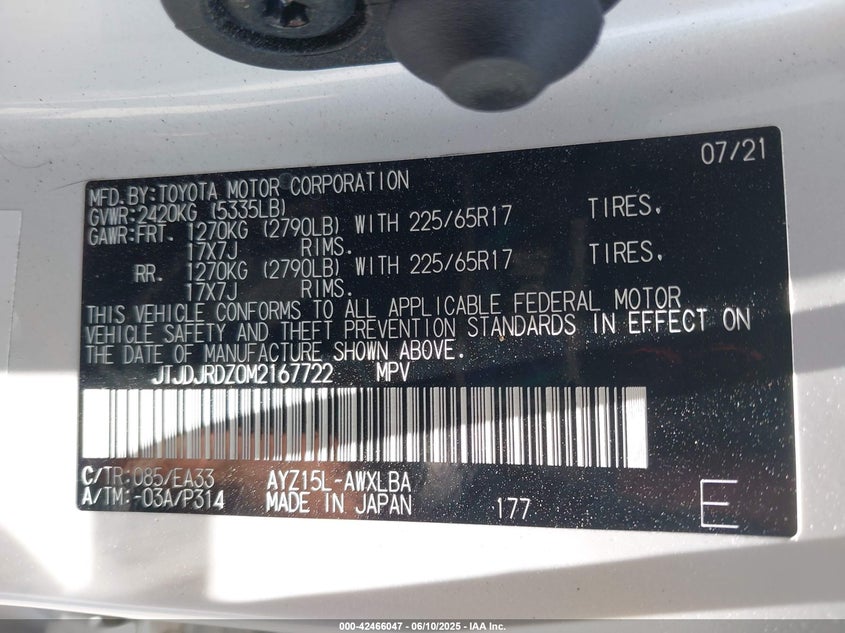 07/21
MFD.BY:TOYOTA MOTOR CORPORATION
GVWR:2420KG (5335LB)
GAWR:FRT. 1270KG (2790LB) WITH 225/65R17 TIRES,
17X7J RIMS.
RR. 1270KG (2790LB) WITH 225/65R17 TIRES,
17X7J RIMS.
THIS VEHICLE CONFORMS TO ALL APPLICABLE FEDERAL MOTOR
VEHICLE SAFETY AND THEFT PREVENTION STANDARDS IN EFFECT ON
THE DATE OF MANUFACTURE SHOWN ABOVE.
JTJDJRDZ0M2167722 MPV
C/TR:085/EA33 AYZ15L-AWXLBA
A/TM:-03A/P314 MADE IN JAPAN 177 E
000-42466047 - 06/10/2025 - IAA Inc.